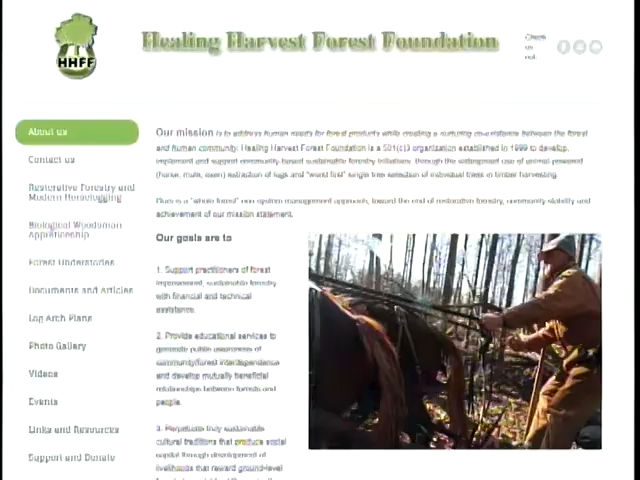 HHFF
Healing Harvest Forest Foundation
Check
us
out
About us
Contact us
Restorative Forestry and
Modern Horselogging
Biological Woodsman
Apprenticeship
Forest Understories
Documents and Articles
Log Arch Plans
Photo Gallery
Videos
Events
Links and Resources
Support and Donate
Our mission is to address human needs for forest products while creating a nurturing coexistence between the forest
and human community. Healing Harvest Forest Foundation is a 501(c)3 organization established in 1999 to develop,
implement and support community-based sustainable forestry initiatives, through the widespread use of animal-powered
(horse, mule, oxen) extraction of logs and "worst first" single tree selection of individual trees in timber harvesting.
Ours is a "whole forest" eco-system management approach, toward the end of restorative forestry, community stability and
achievement of our mission statement.
Our goals are to
1. Support practitioners of forest
improvement, sustainable forestry
with financial and technical
assistance.
2. Provide educational services to
generate public awareness of
community/forest interdependence
and develop mutually beneficial
relationships between forests and
people.
3. Perpetuate truly sustainable
cultural traditions that produce social
capital through development of
livelihoods that reward ground-level